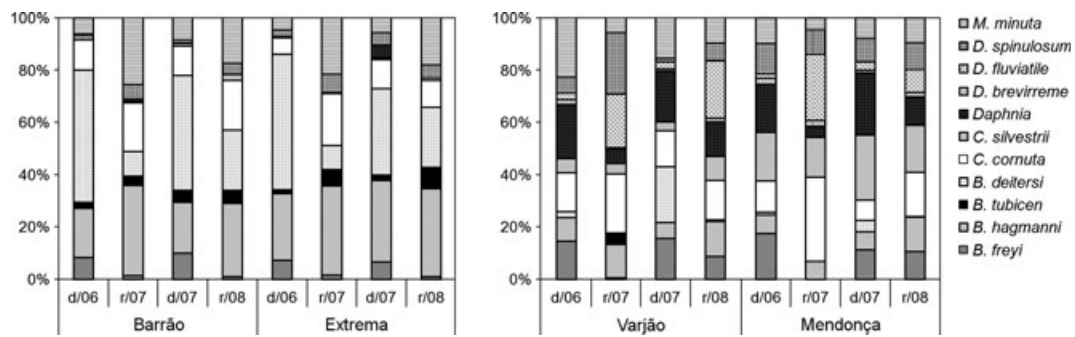 100%
80%
60%
40%
20%
0%
d/06 r/07 d/07 r/08 d/06 r/07 d/07 r/08
Barrão Extrema
100%
80%
60%
40%
20%
0%
d/06 r/07 d/07 r/08 d/06 r/07 d/07 r/08
Varjão Mendonça
M. minuta
D. spinulosum
D. fluviatile
D. brevirreme
Daphnia
C. silvestrii
C. cornuta
B. deitersi
B. tubicen
B. hagmanni
B. freyi